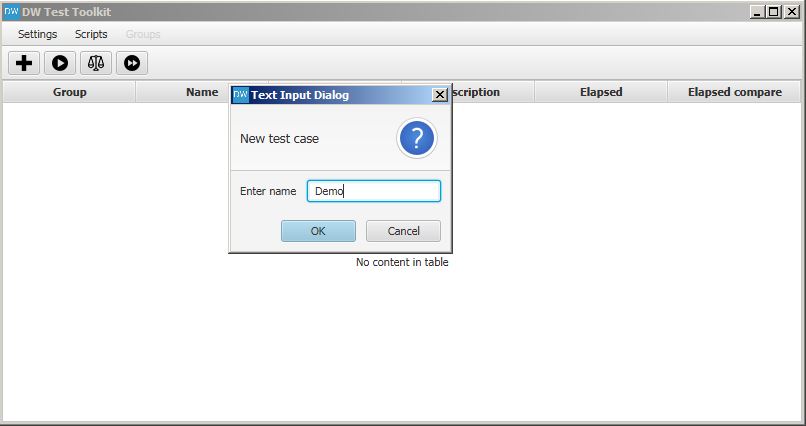 DW DW Test Toolkit
Settings Scripts Groups
Group Name scription Elapsed Elapsed compare
DW Text Input Dialog
New test case
?
Enter name Demo
OK Cancel
No content in table